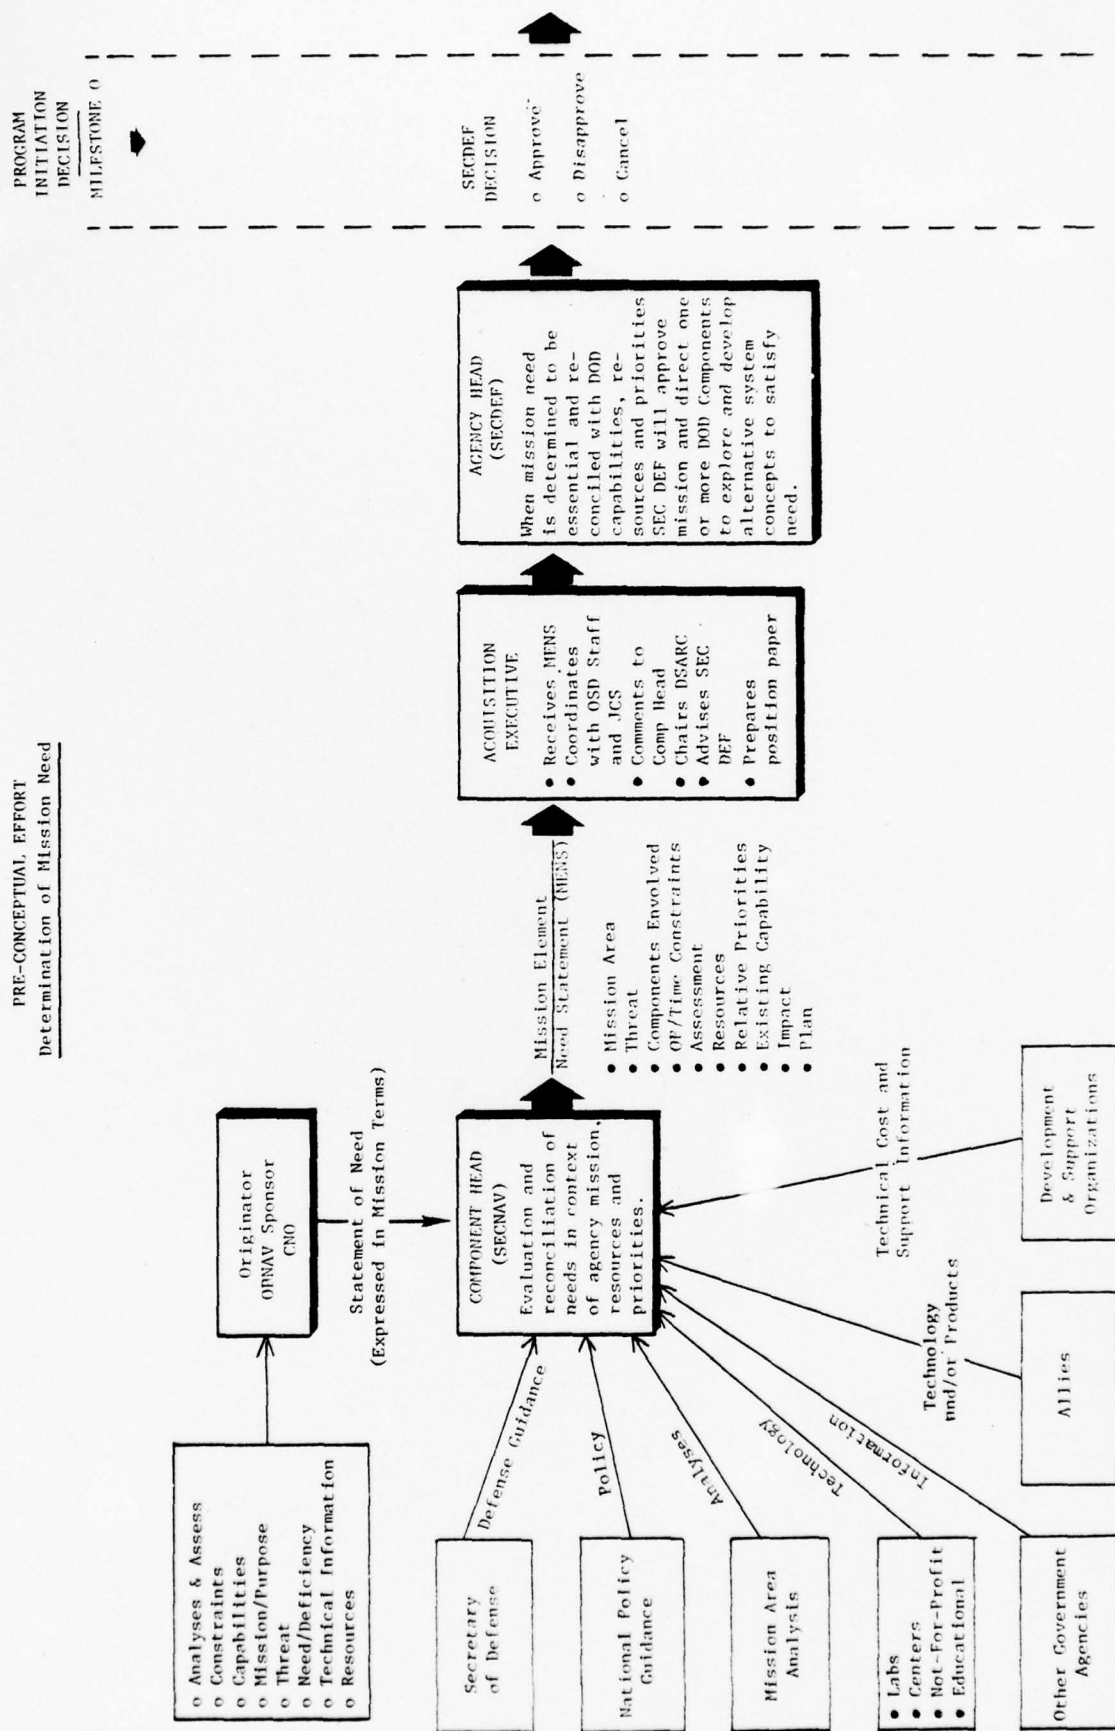 PRE-CONCEPTUAL EFFORT
Determination of Mission Need
PROGRAM
INITIATION
DECISION
MILESTONE O
o Analyses & Assess
o Constraints
o Capabilities
o Mission/Purpose
o Threat
o Need/Deficiency
o Technical Information
o Resources
Originator
OPNAV Sponsor
CNO
Statement of Need
(Expressed in Mission Terms)
Secretary
of Defense
Defense Guidance
National Policy
Guidance
Policy
Mission Area
Analysis
Analyses
• Labs
• Centers
• Not-For-Profit
• Educational
Technology
Other Government
Agencies
Information
Allies
Technology
and/or Products
Development
& Support
Organizations
Technical Cost and
Support Information
COMPONENT HEAD
(SECNAV)
Evaluation and
reconciliation of
needs in context
of agency mission,
resources and
priorities.
Mission Element
Need Statement (MENS)
• Mission Area
• Threat
• Components Envolved
• OP/Time Constraints
• Assessment
• Resources
• Relative Priorities
• Existing Capability
• Impact
• Plan
ACQUISITION
EXECUTIVE
• Receives MENS
• Coordinates
with OSD Staff
and JCS
• Comments to
Comp Head
• Chairs DSARC
• Advises SEC
DEF
• Prepares
position paper
AGENCY HEAD
(SECDEF)
When mission need
is determined to be
essential and re-
conciled with DOD
capabilities, re-
sources and priorities
SEC DEF will approve
mission and direct one
or more DOD Components
to explore and develop
alternative system
concepts to satisfy
need.
SECDEF
DECISION
o Approve
o Disapprove
o Cancel